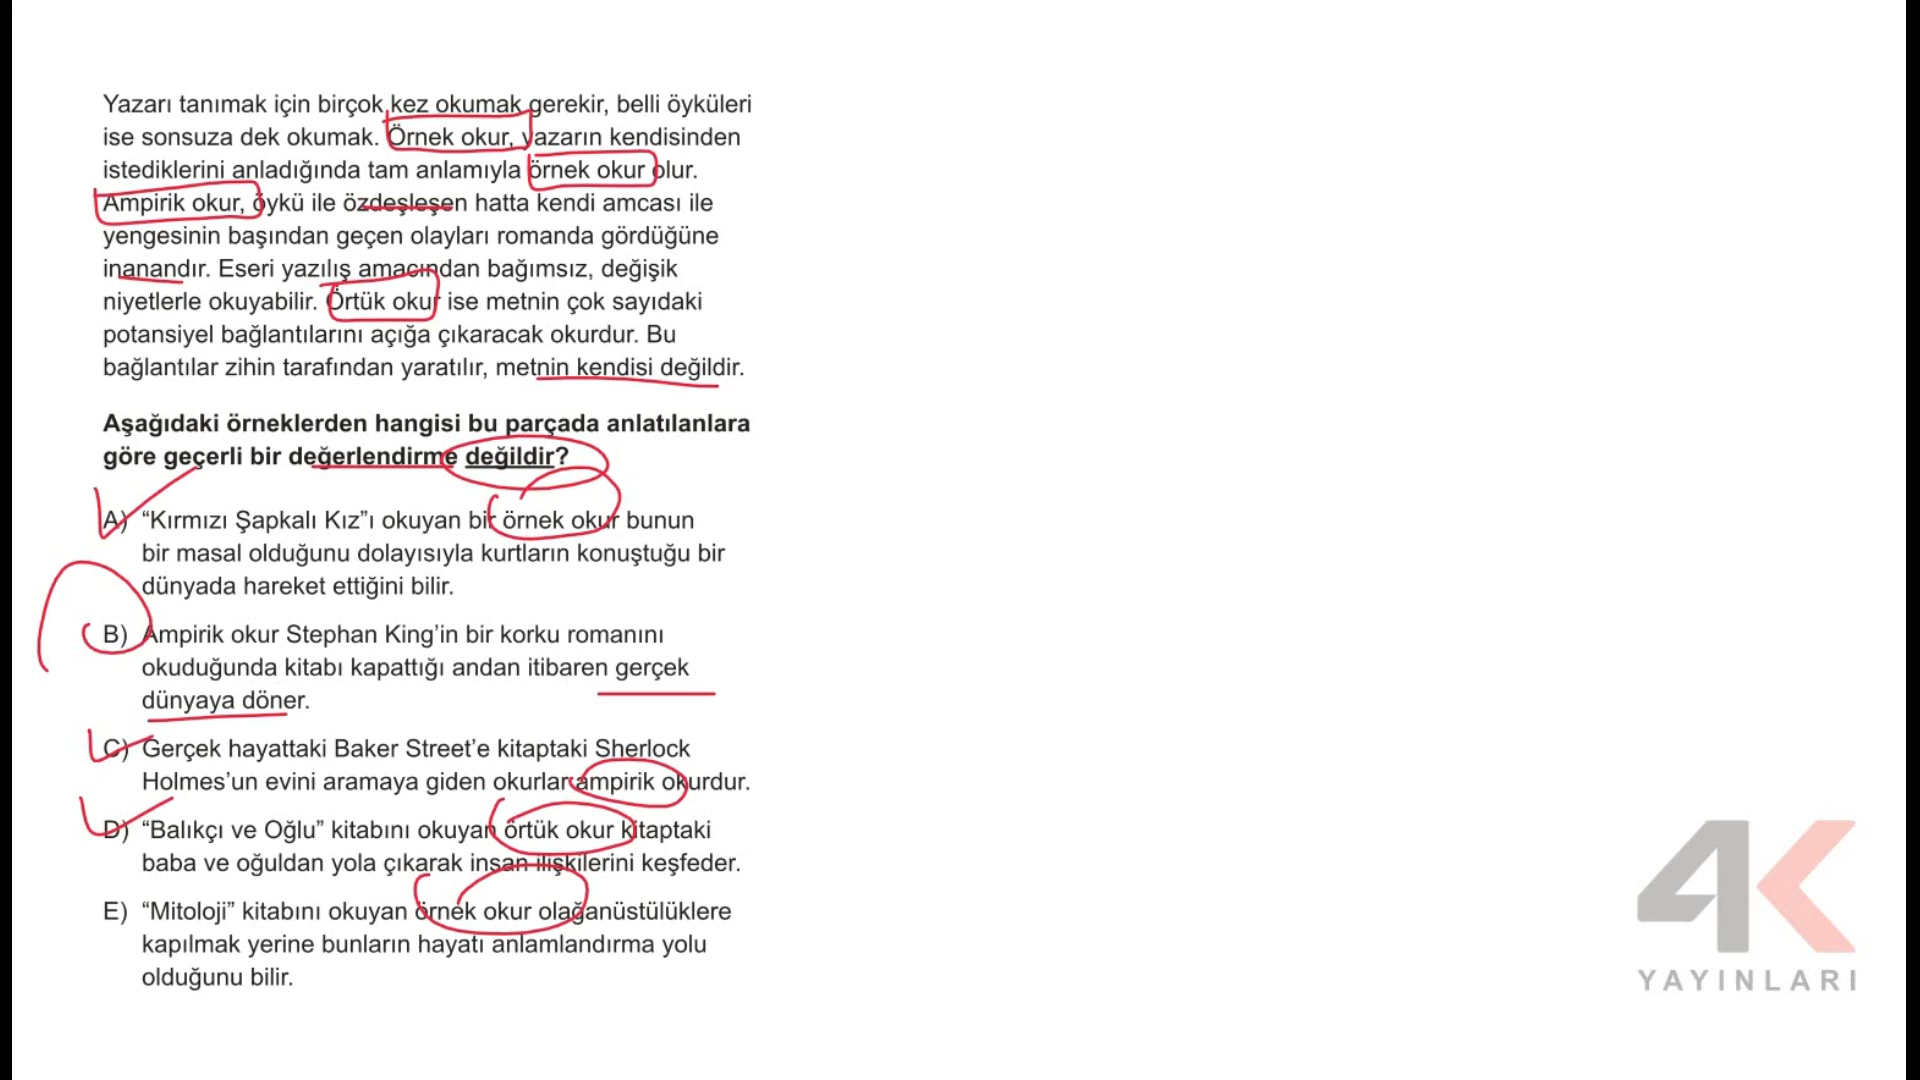 Yazarı tanımak için birçok kez okumak gerekir, belli öyküleri
ise sonsuza dek okumak. Örnek okur, yazarın kendisinden
istediklerini anladığında tam anlamıyla örnek okur olur.
Ampirik okur, öykü ile özdeşleşen hatta kendi amcası ile
yengesinin başından geçen olayları romanda gördüğüne
inanandır. Eseri yazılış amacından bağımsız, değişik
niyetlerle okuyabilir. Örtük okur ise metnin çok sayıdaki
potansiyel bağlantılarını açığa çıkaracak okurdur. Bu
bağlantılar zihin tarafından yaratılır, metnin kendisi değildir.
Aşağıdaki örneklerden hangisi bu parçada anlatılanlara
göre geçerli bir değerlendirme değildir?
A) “Kırmızı Şapkalı Kız”ı okuyan bir örnek okur bunun
bir masal olduğunu dolayısıyla kurtların konuştuğu bir
dünyada hareket ettiğini bilir.
B) Ampirik okur Stephan King’in bir korku romanını
okuduğunda kitabı kapattığı andan itibaren gerçek
dünyaya döner.
C) Gerçek hayattaki Baker Street’e kitaptaki Sherlock
Holmes’un evini aramaya giden okurlar ampirik okurdur.
D) “Balıkçı ve Oğlu” kitabını okuyan örtük okur kitaptaki
baba ve oğuldan yola çıkarak insan ilişkilerini keşfeder.
E) “Mitoloji” kitabını okuyan örnek okur olağanüstülüklere
kapılmak yerine bunların hayatı anlamlandırma yolu
olduğunu bilir.
4K
YAYINLARI